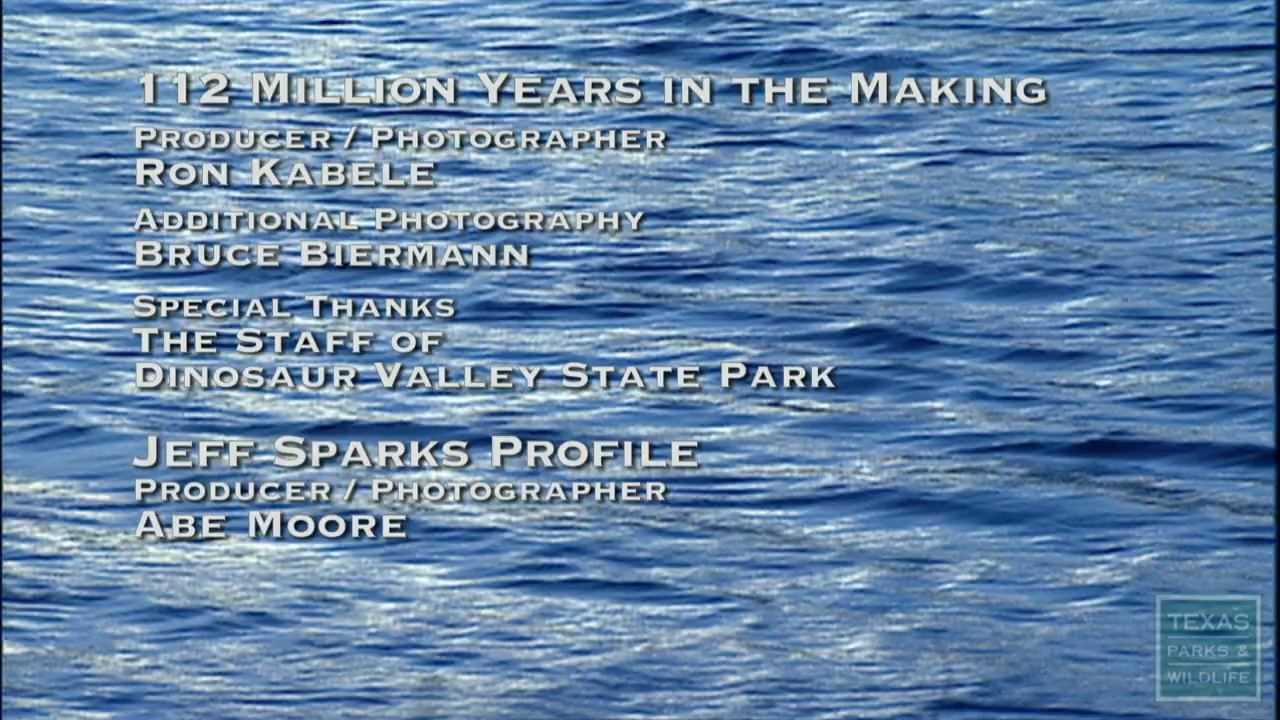 112 Million Years in the Making
Producer / Photographer
Ron Kabele
Additional Photography
Bruce Biermann
Special Thanks
The Staff of
Dinosaur Valley State Park
Jeff Sparks Profile
Producer / Photographer
Abe Moore
TEXAS
PARKS &
WILDLIFE